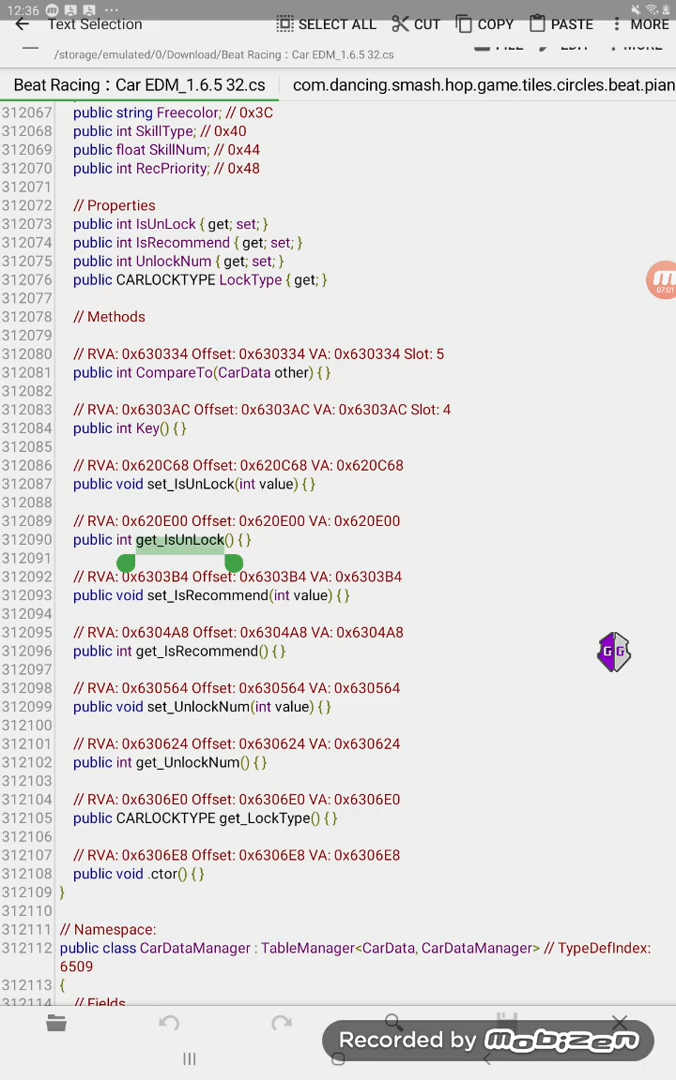 12:36
Text Selection SELECT ALL CUT COPY PASTE MORE
/storage/emulated/0/Download/Beat Racing：Car EDM_1.6.5 32.cs
Beat Racing：Car EDM_1.6.5 32.cs com.dancing.smash.hop.game.tiles.circles.beat.pian
312067 public string Freecolor; // 0x3C
312068 public int SkillType; // 0x40
312069 public float SkillNum; // 0x44
312070 public int RecPriority; // 0x48
312071
312072 // Properties
312073 public int IsUnLock { get; set; }
312074 public int IsRecommend { get; set; }
312075 public int UnlockNum { get; set; }
312076 public CARLOCKTYPE LockType { get; }
312077
312078 // Methods
312079
312080 // RVA: 0x630334 Offset: 0x630334 VA: 0x630334 Slot: 5
312081 public int CompareTo(CarData other) { }
312082
312083 // RVA: 0x6303AC Offset: 0x6303AC VA: 0x6303AC Slot: 4
312084 public int Key() { }
312085
312086 // RVA: 0x620C68 Offset: 0x620C68 VA: 0x620C68
312087 public void set_IsUnLock(int value) { }
312088
312089 // RVA: 0x620E00 Offset: 0x620E00 VA: 0x620E00
312090 public int get_IsUnLock() { }
312091
312092 // RVA: 0x6303B4 Offset: 0x6303B4 VA: 0x6303B4
312093 public void set_IsRecommend(int value) { }
312094
312095 // RVA: 0x6304A8 Offset: 0x6304A8 VA: 0x6304A8
312096 public int get_IsRecommend() { }
312097
312098 // RVA: 0x630564 Offset: 0x630564 VA: 0x630564
312099 public void set_UnlockNum(int value) { }
312100
312101 // RVA: 0x630624 Offset: 0x630624 VA: 0x630624
312102 public int get_UnlockNum() { }
312103
312104 // RVA: 0x6306E0 Offset: 0x6306E0 VA: 0x6306E0
312105 public CARLOCKTYPE get_LockType() { }
312106
312107 // RVA: 0x6306E8 Offset: 0x6306E8 VA: 0x6306E8
312108 public void .ctor() { }
312109 }
312110
312111 // Namespace:
312112 public class CarDataManager : TableManager<CarData, CarDataManager> // TypeDefIndex:
6509
312113 {
312114 // Fields
07:01
GG
Recorded by mobizen